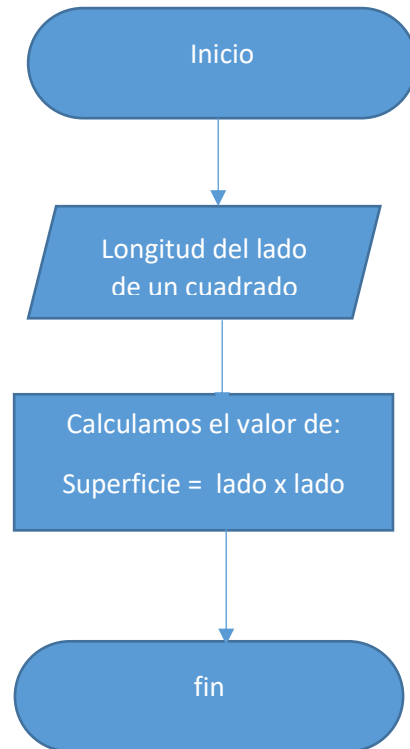 Inicio
Longitud del lado
de un cuadrado
Calculamos el valor de:
Superficie = lado x lado
fin